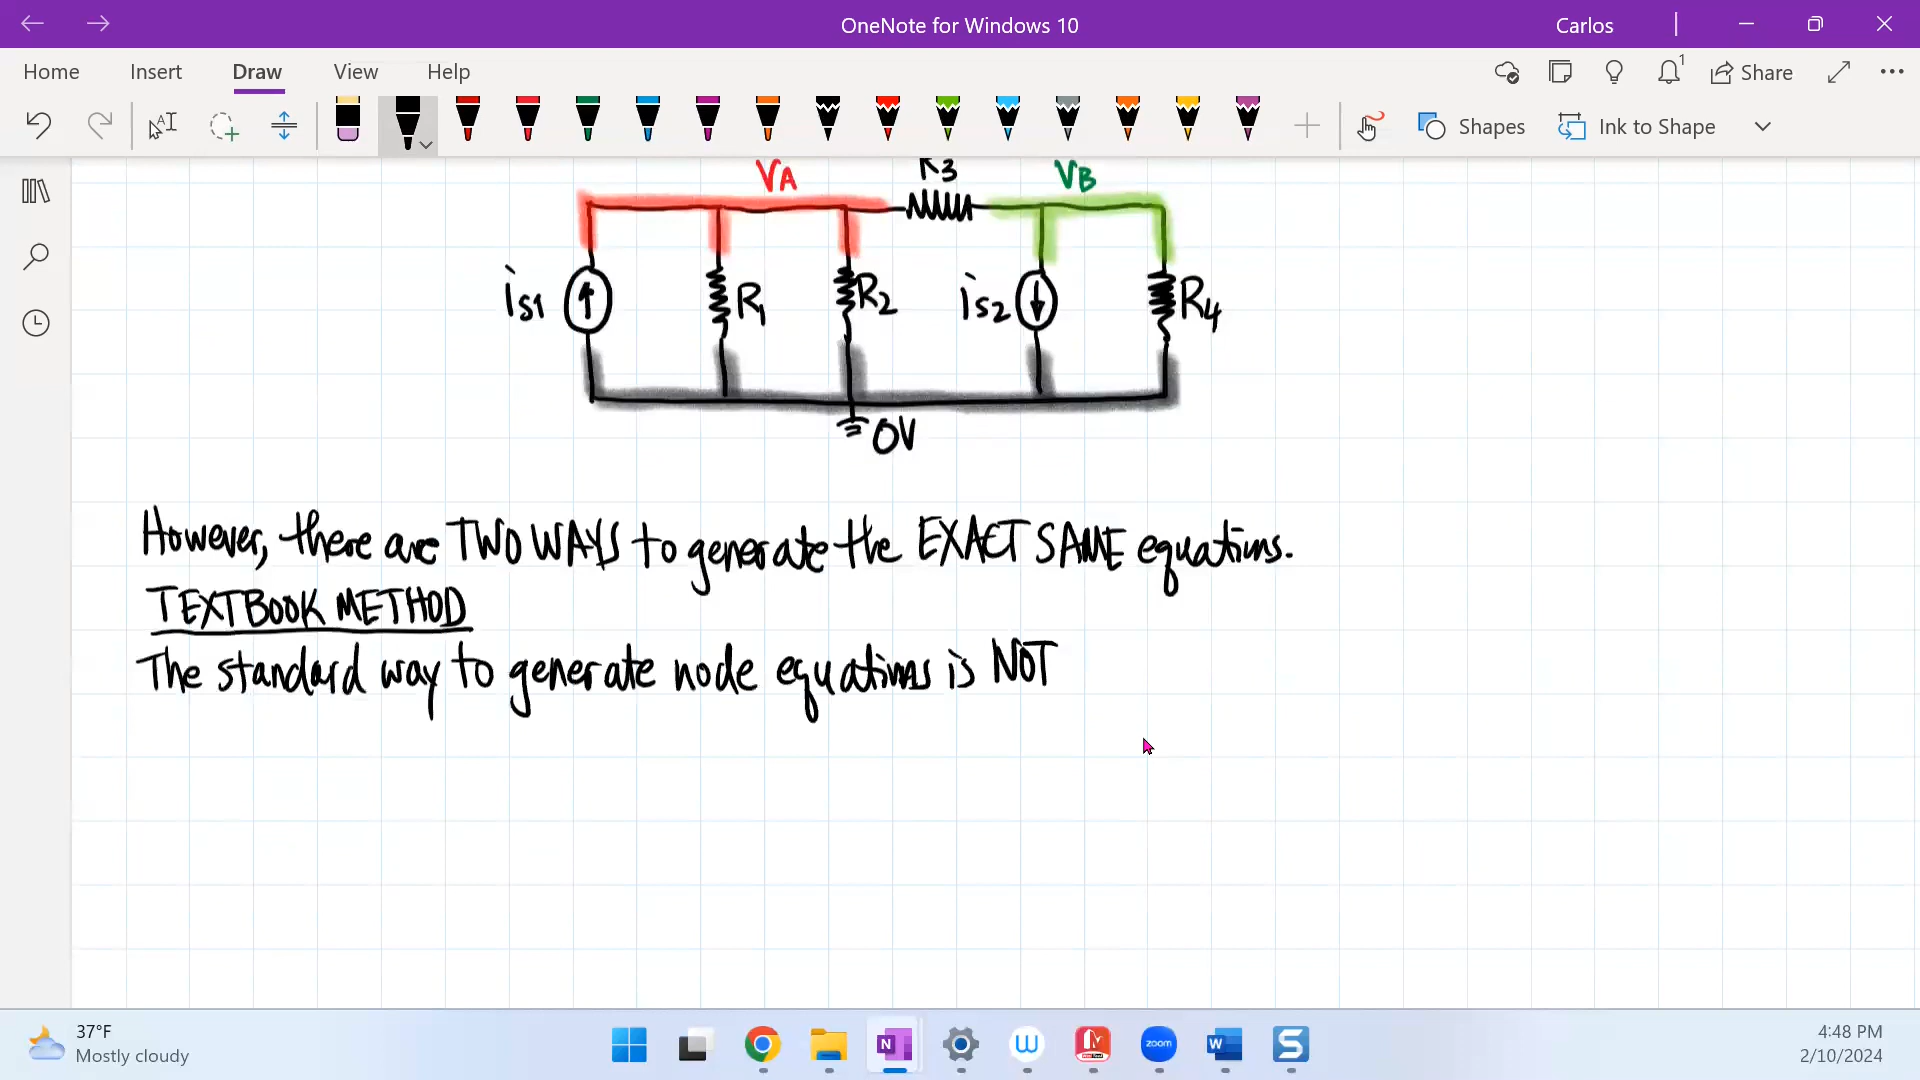 OneNote for Windows 10
Carlos
Home Insert Draw View Help
1
Share
Shapes
Ink to Shape
VA
R3
VB
is1
R1
R2
is2
R4
0V
However, there are TWO WAYS to generate the EXACT SAME equations.
TEXTBOOK METHOD
The standard way to generate node equations is NOT
37°F
Mostly cloudy
zoom
4:48 PM
2/10/2024